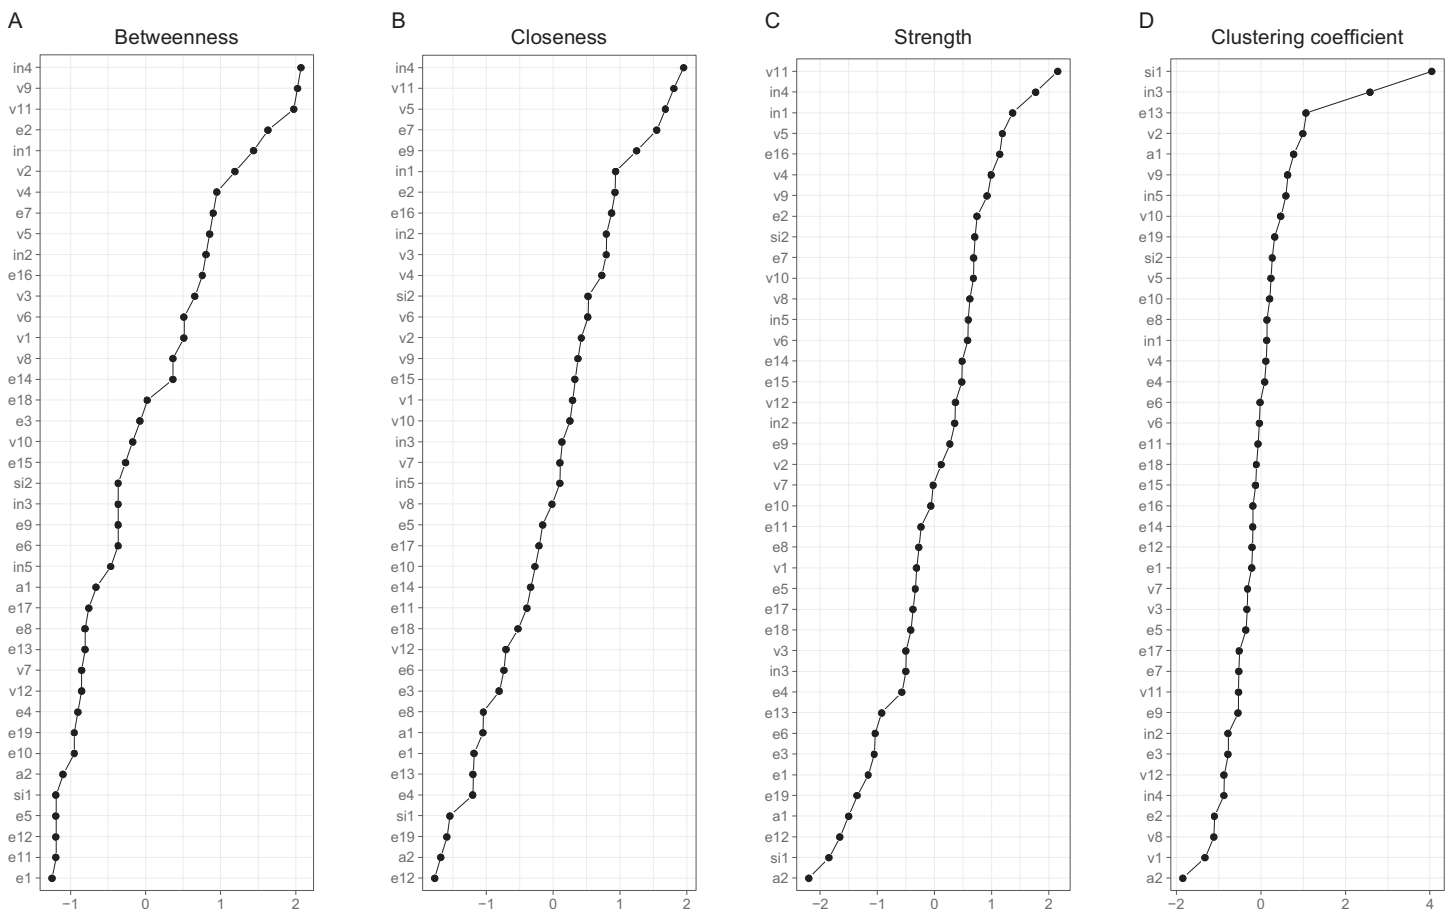 A
Betweenness
in4
v9
v11
e2
in1
v2
v4
e7
v5
in2
e16
v3
v6
v1
v8
e14
e18
e3
v10
e15
si2
in3
e9
e6
in5
a1
e17
e8
e13
v7
v12
e4
e19
e10
a2
si1
e5
e12
e11
e1
−1 0 1 2
B
Closeness
in4
v11
v5
e7
e9
in1
e2
e16
in2
v3
v4
si2
v6
v2
v9
e15
v1
v10
in3
v7
in5
v8
e5
e17
e10
e14
e11
e18
v12
e6
e3
e8
a1
e1
e13
e4
si1
e19
a2
e12
−1 0 1 2
C
Strength
v11
in4
in1
v5
e16
v4
v9
e2
si2
e7
v10
v8
in5
v6
e14
e15
v12
in2
e9
v2
v7
e10
e11
e8
v1
e5
e17
e18
v3
in3
e4
e13
e6
e3
e1
e19
a1
e12
si1
a2
−2 −1 0 1 2
D
Clustering coefficient
si1
in3
e13
v2
a1
v9
in5
v10
e19
si2
v5
e10
e8
in1
v4
e4
e6
v6
e11
e18
e15
e16
e14
e12
e1
v7
v3
e5
e17
e7
v11
e9
in2
e3
v12
in4
e2
v8
v1
a2
−2 0 2 4